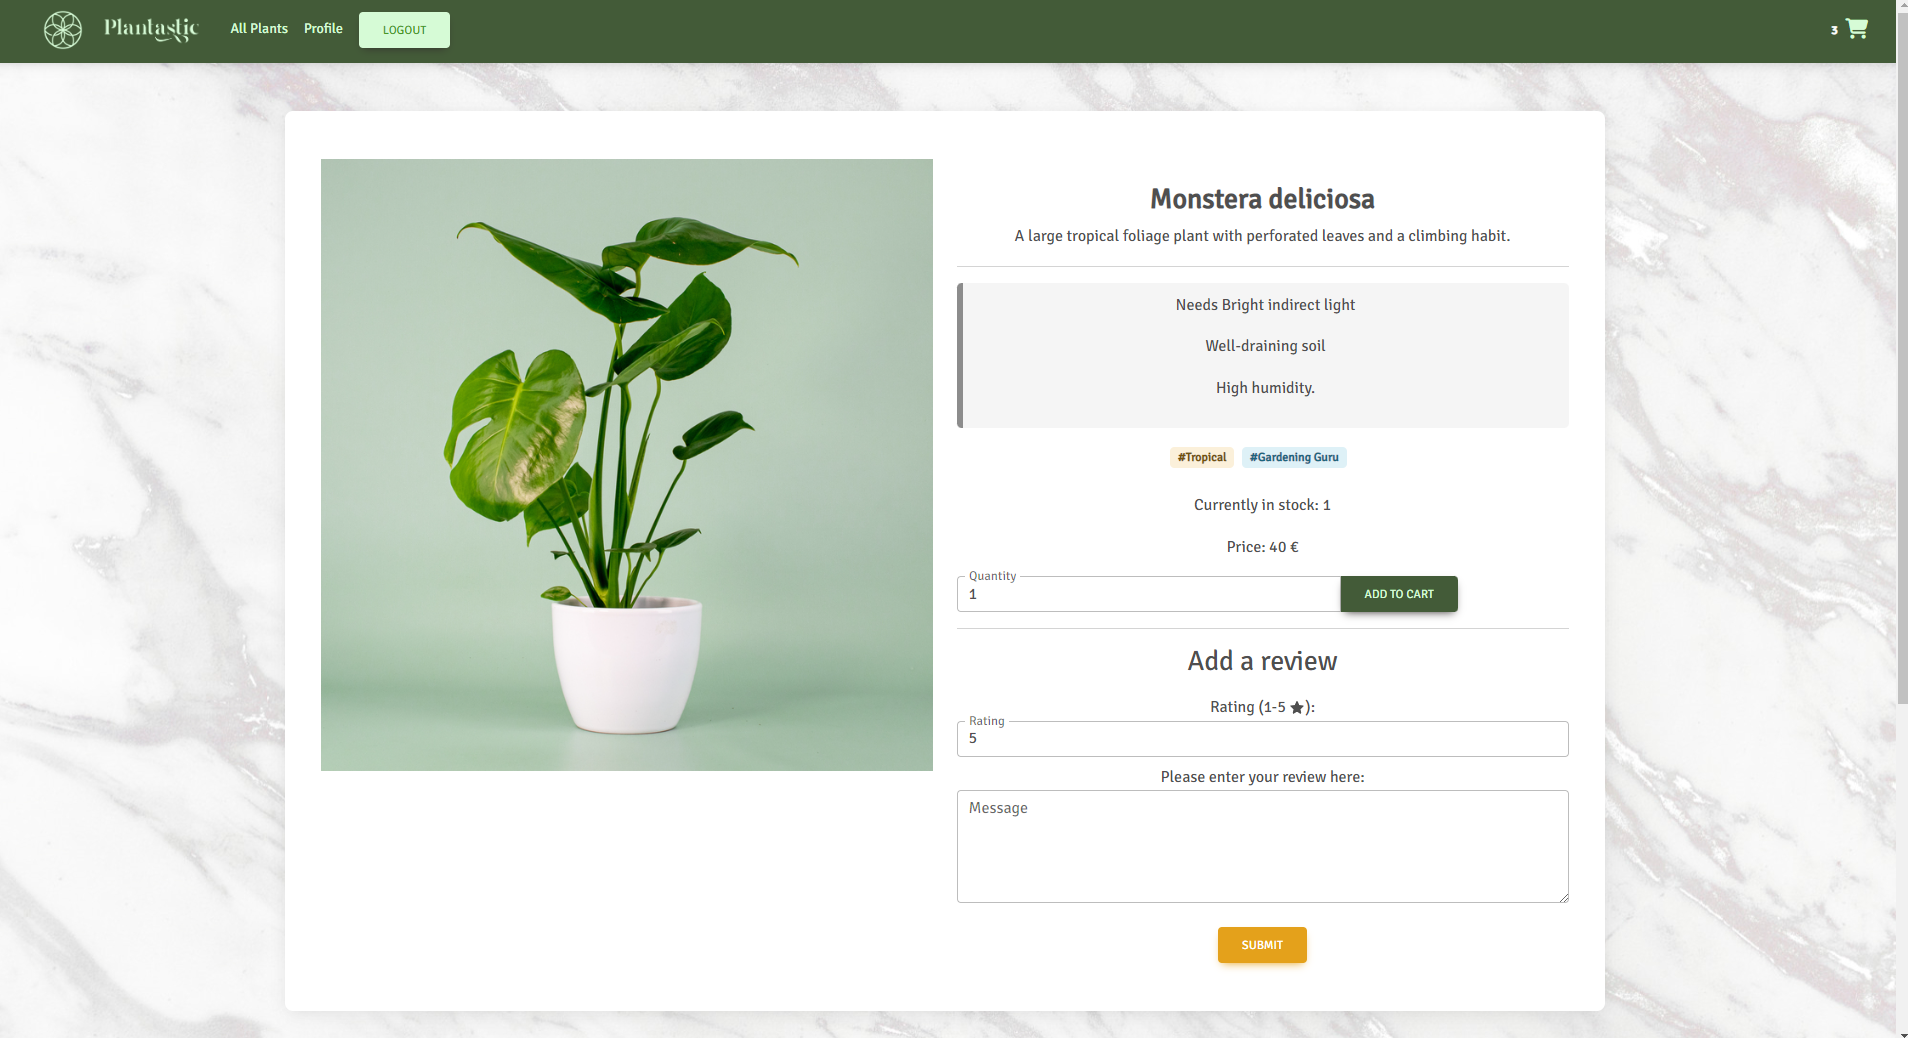 Plantastic All Plants Profile LOGOUT 3
Monstera deliciosa
A large tropical foliage plant with perforated leaves and a climbing habit.
Needs Bright indirect light
Well-draining soil
High humidity.
#Tropical #Gardening Guru
Currently in stock: 1
Price: 40 €
Quantity
1 ADD TO CART
Add a review
Rating (1-5 ★):
Rating
5
Please enter your review here:
Message
SUBMIT